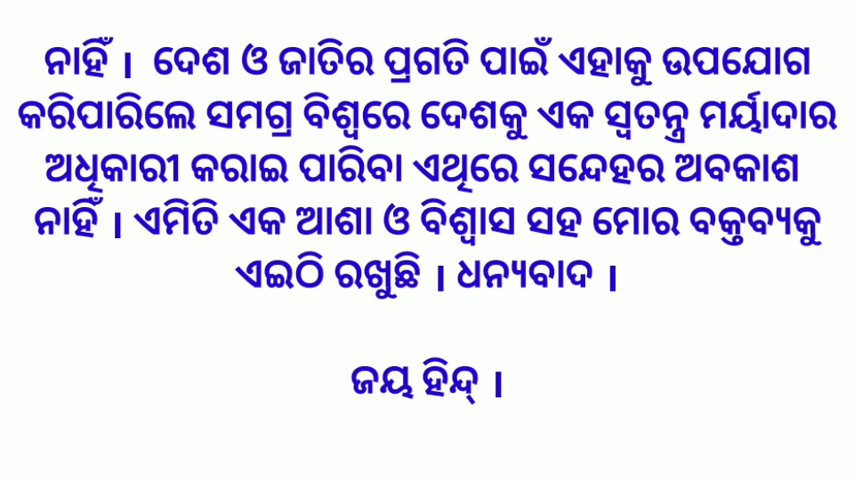 ନାହିଁ । ଦେଶ ଓ ଜାତିର ପ୍ରଗତି ପାଇଁ ଏହାକୁ ଉପଯୋଗ
କରିପାରିଲେ ସମଗ୍ର ବିଶ୍ୱରେ ଦେଶକୁ ଏକ ସ୍ୱତନ୍ତ୍ର ମର୍ୟାଦାର
ଅଧିକାରୀ କରାଇ ପାରିବା ଏଥିରେ ସନ୍ଦେହର ଅବକାଶ
ନାହିଁ । ଏମିତି ଏକ ଆଶା ଓ ବିଶ୍ୱାସ ସହ ମୋର ବକ୍ତବ୍ୟକୁ
ଏଇଠି ରଖୁଛି । ଧନ୍ୟବାଦ ।
ଜୟ ହିନ୍ଦ୍ ।